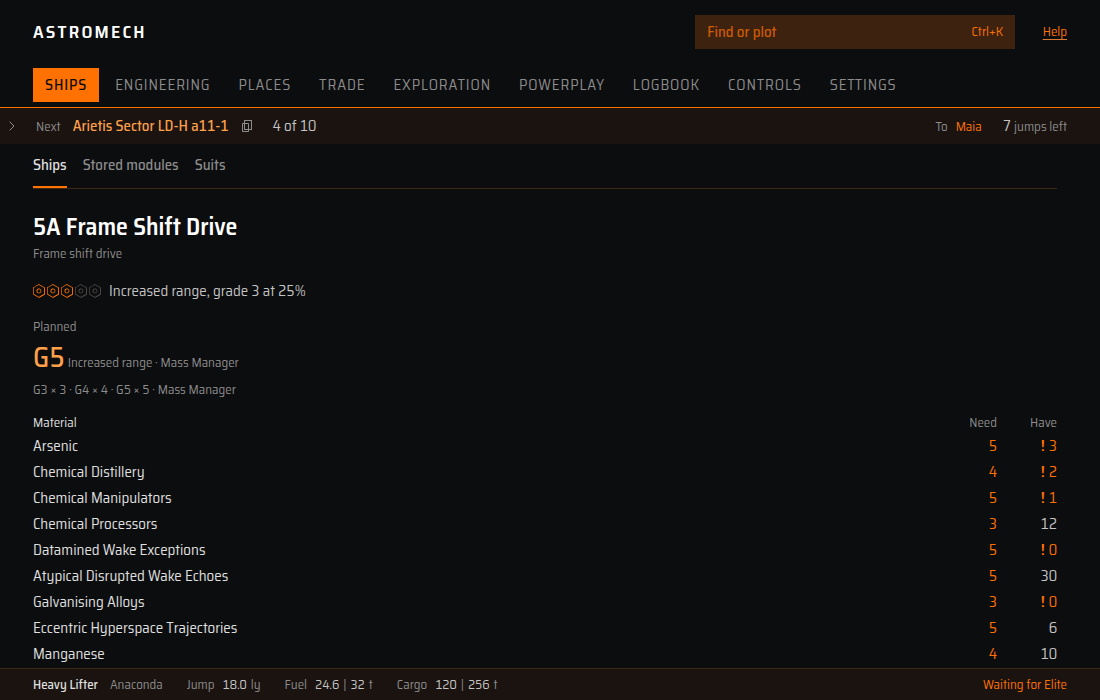 ASTROMECH
Find or plot Ctrl+K
Help
SHIPS ENGINEERING PLACES TRADE EXPLORATION POWERPLAY LOGBOOK CONTROLS SETTINGS
Next Arietis Sector LD-H a11-1 4 of 10 To Maia 7 jumps left
Ships Stored modules Suits
5A Frame Shift Drive
Frame shift drive
Increased range, grade 3 at 25%
Planned
G5 Increased range · Mass Manager
G3 × 3 · G4 × 4 · G5 × 5 · Mass Manager
Material Need Have
Arsenic 5 ! 3
Chemical Distillery 4 ! 2
Chemical Manipulators 5 ! 1
Chemical Processors 3 12
Datamined Wake Exceptions 5 ! 0
Atypical Disrupted Wake Echoes 5 30
Galvanising Alloys 3 ! 0
Eccentric Hyperspace Trajectories 5 6
Manganese 4 10
Heavy Lifter Anaconda Jump 18.0 ly Fuel 24.6 | 32 t Cargo 120 | 256 t Waiting for Elite